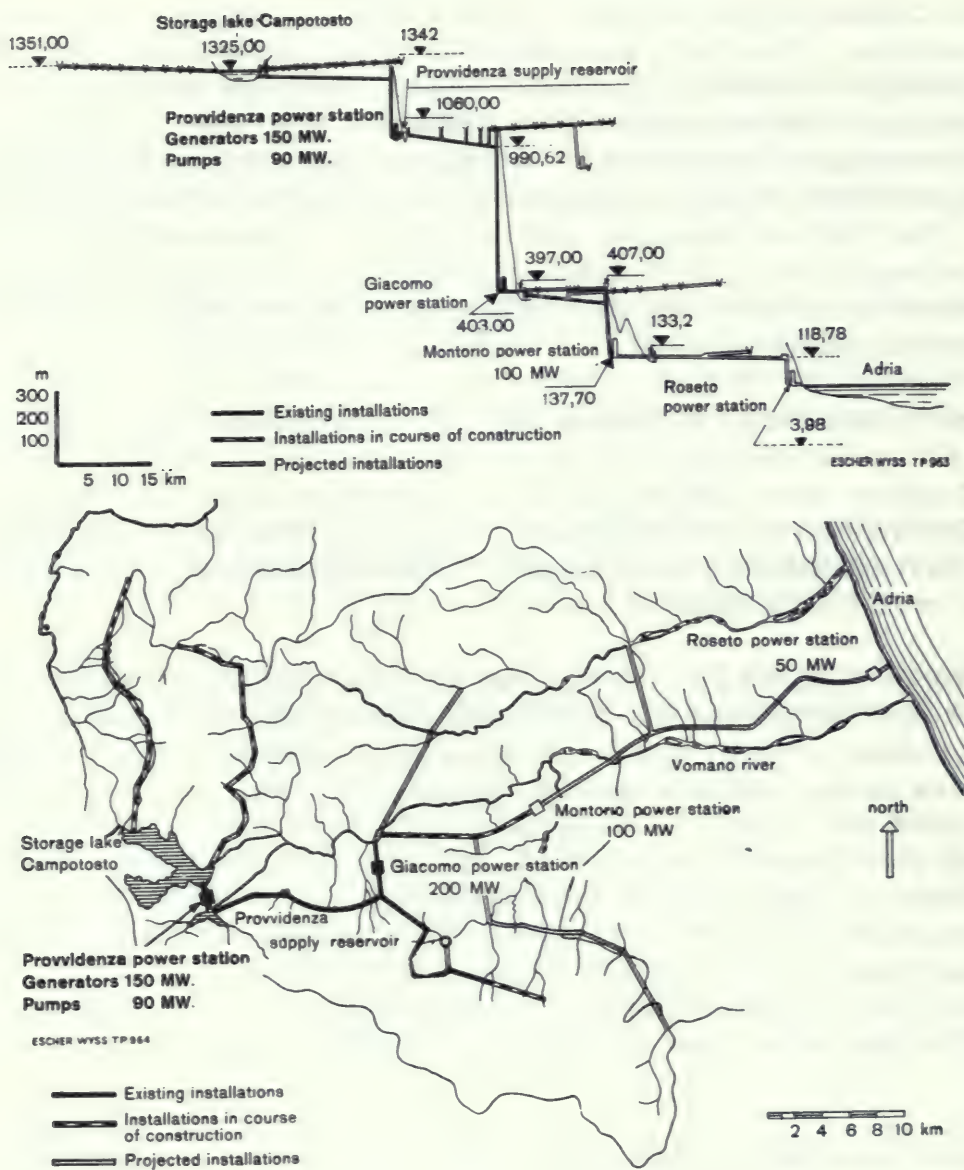 Storage lake Campotosto
1351,00
1325,00
1342
Provvidenza supply reservoir
1060,00
Provvidenza power station
Generators 150 MW.
Pumps 90 MW.
990,62
397,00
407,00
Giacomo
power station
403.00
133,2
118,78
Montorio power station
100 MW
Adria
137,70
Roseto
power station
3,98
m
300
200
100
5 10 15 km
Existing installations
Installations in course of construction
Projected installations
ESCHER WYSS TP 963
Adria
Roseto power station
50 MW
Vomano river
Montorio power station
100 MW
north
Storage lake
Campotosto
Giacomo power station
200 MW
Provvidenza
supply reservoir
Provvidenza power station
Generators 150 MW.
Pumps 90 MW.
ESCHER WYSS TP 964
Existing installations
Installations in course
of construction
Projected installations
2 4 6 8 10 km